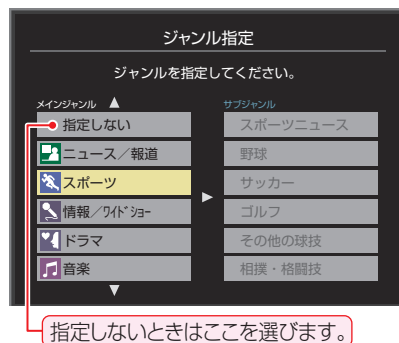 ジャンル指定
ジャンルを指定してください。
メインジャンル
サブジャンル
指定しない
スポーツニュース
ニュース／報道
野球
スポーツ
サッカー
情報／ワイドショー
ゴルフ
ドラマ
その他の球技
音楽
相撲・格闘技
指定しないときはここを選びます。